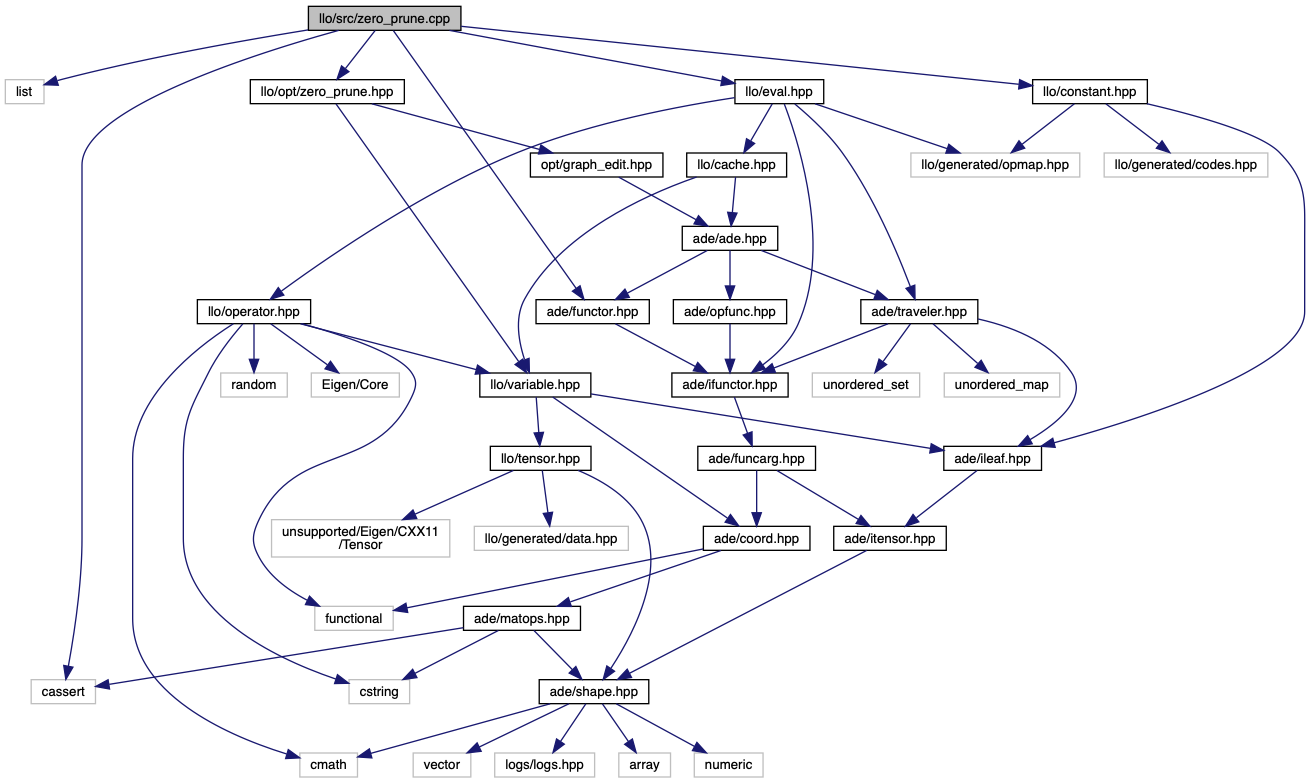 llo/src/zero_prune.cpp
list
llo/opt/zero_prune.hpp
llo/eval.hpp
llo/constant.hpp
opt/graph_edit.hpp
llo/cache.hpp
llo/generated/opmap.hpp
llo/generated/codes.hpp
ade/ade.hpp
llo/operator.hpp
ade/functor.hpp
ade/opfunc.hpp
ade/traveler.hpp
random
Eigen/Core
llo/variable.hpp
ade/ifunctor.hpp
unordered_set
unordered_map
llo/tensor.hpp
ade/funcarg.hpp
ade/ileaf.hpp
unsupported/Eigen/CXX11
/Tensor
llo/generated/data.hpp
ade/coord.hpp
ade/itensor.hpp
functional
ade/matops.hpp
cassert
cstring
ade/shape.hpp
cmath
vector
logs/logs.hpp
array
numeric